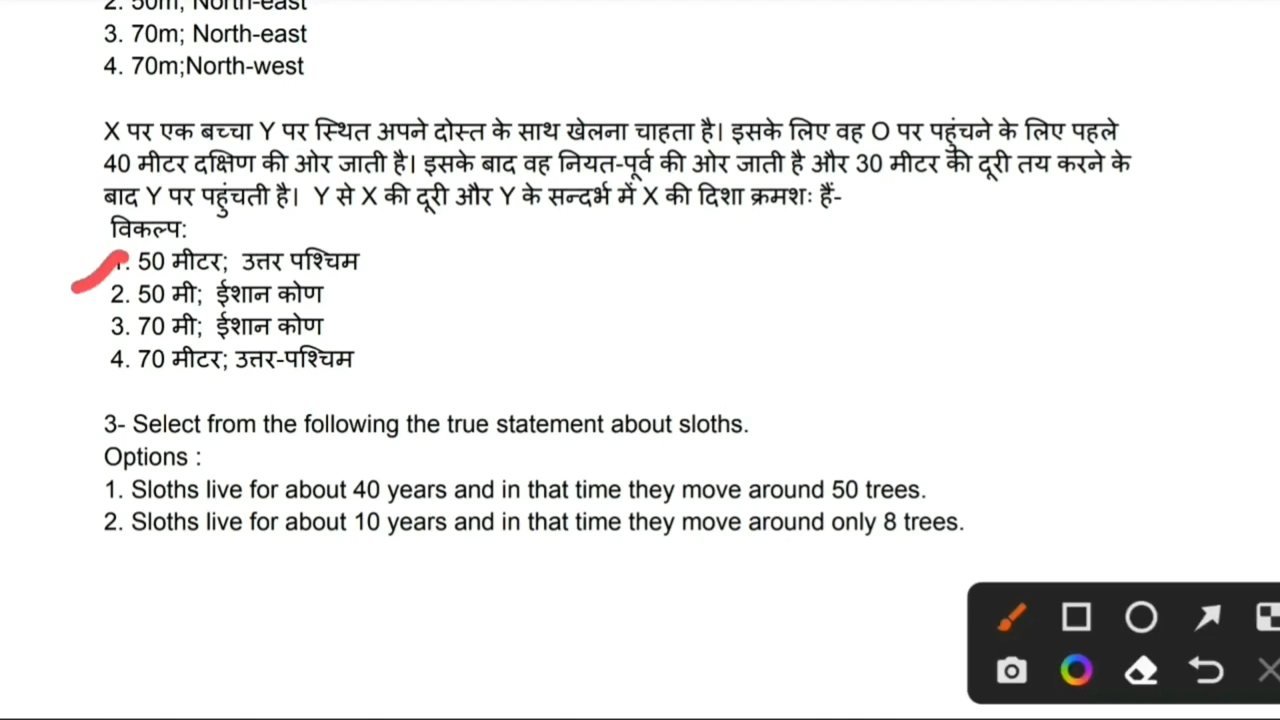 2. 50m; North-east
3. 70m; North-east
4. 70m;North-west
X पर एक बच्चा Y पर स्थित अपने दोस्त के साथ खेलना चाहता है। इसके लिए वह O पर पहुंचने के लिए पहले
40 मीटर दक्षिण की ओर जाती है। इसके बाद वह नियत-पूर्व की ओर जाती है और 30 मीटर की दूरी तय करने के
बाद Y पर पहुंचती है।  Y से X की दूरी और Y के सन्दर्भ में X की दिशा क्रमशः हैं-
विकल्प:
1. 50 मीटर;  उत्तर पश्चिम
2. 50 मी;  ईशान कोण
3. 70 मी;  ईशान कोण
4. 70 मीटर; उत्तर-पश्चिम
3- Select from the following the true statement about sloths.
Options :
1. Sloths live for about 40 years and in that time they move around 50 trees.
2. Sloths live for about 10 years and in that time they move around only 8 trees.